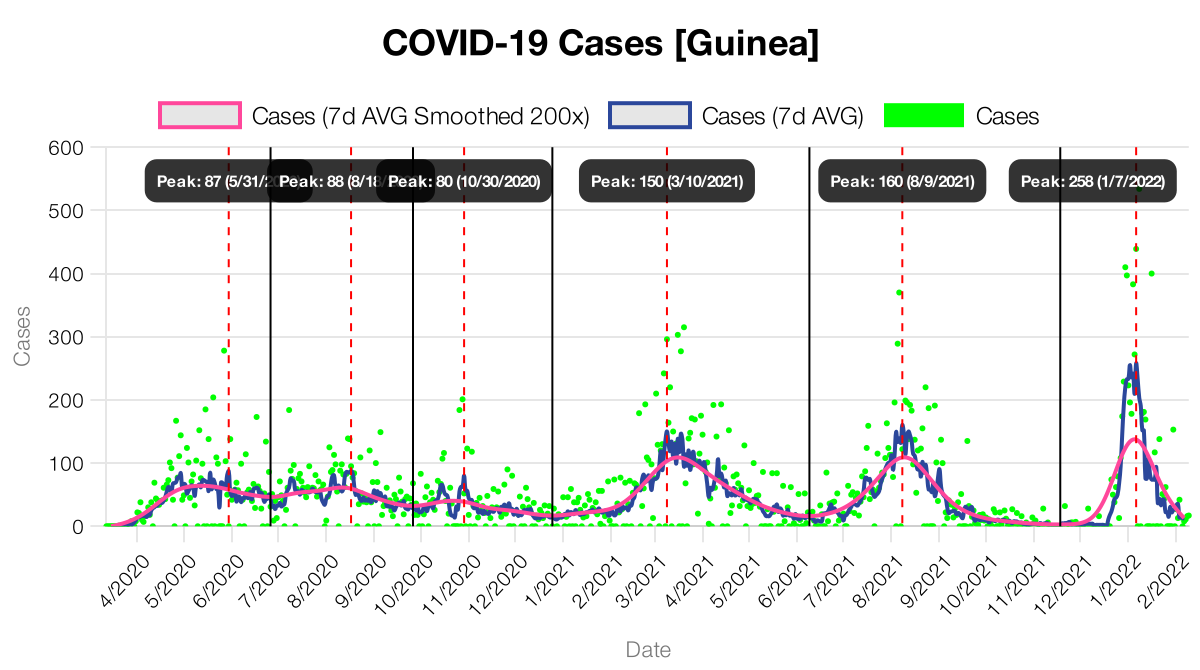 COVID-19 Cases [Guinea]
Cases (7d AVG Smoothed 200x)
Cases (7d AVG)
Cases
Peak: 87 (5/31/2
Peak: 88 (8/18
Peak: 80 (10/30/2020)
Peak: 150 (3/10/2021)
Peak: 160 (8/9/2021)
Peak: 258 (1/7/2022)
600
500
400
300
200
100
0
Cases
4/2020
5/2020
6/2020
7/2020
8/2020
9/2020
10/2020
11/2020
12/2020
1/2021
2/2021
3/2021
4/2021
5/2021
6/2021
7/2021
8/2021
9/2021
10/2021
11/2021
12/2021
1/2022
2/2022
Date